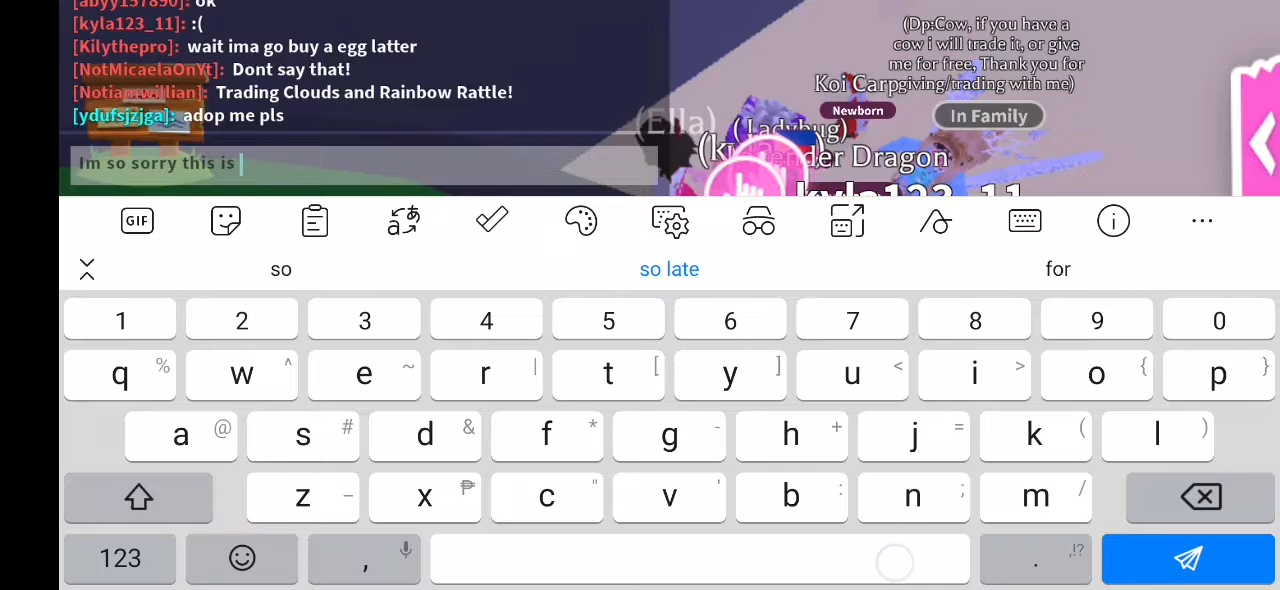 [abyy157890]: ok
[kyla123_11]: :(
[Kilythepro]: wait ima go buy a egg latter
[NotMicaelaOnYt]: Dont say that!
[Notiamwillian]: Trading Clouds and Rainbow Rattle!
[ydufsjzjga]: adop me pls
Im so sorry this is
(Dp:Cow, if you have a
cow i will trade it, or give
me for free, Thank you for
giving/trading with me)
Koi Carp
Newborn
In Family
(Ella)
(Ladybug)
ender Dragon
kyla123_11
GIF
so
so late
for
1 2 3 4 5 6 7 8 9 0
q % w ^ e ~ r | t [ y ] u < i > o { p }
a @ s # d & f * g - h + j = k ( l )
z – x ₱ c " v ' b : n ; m /
123 , . ,!?